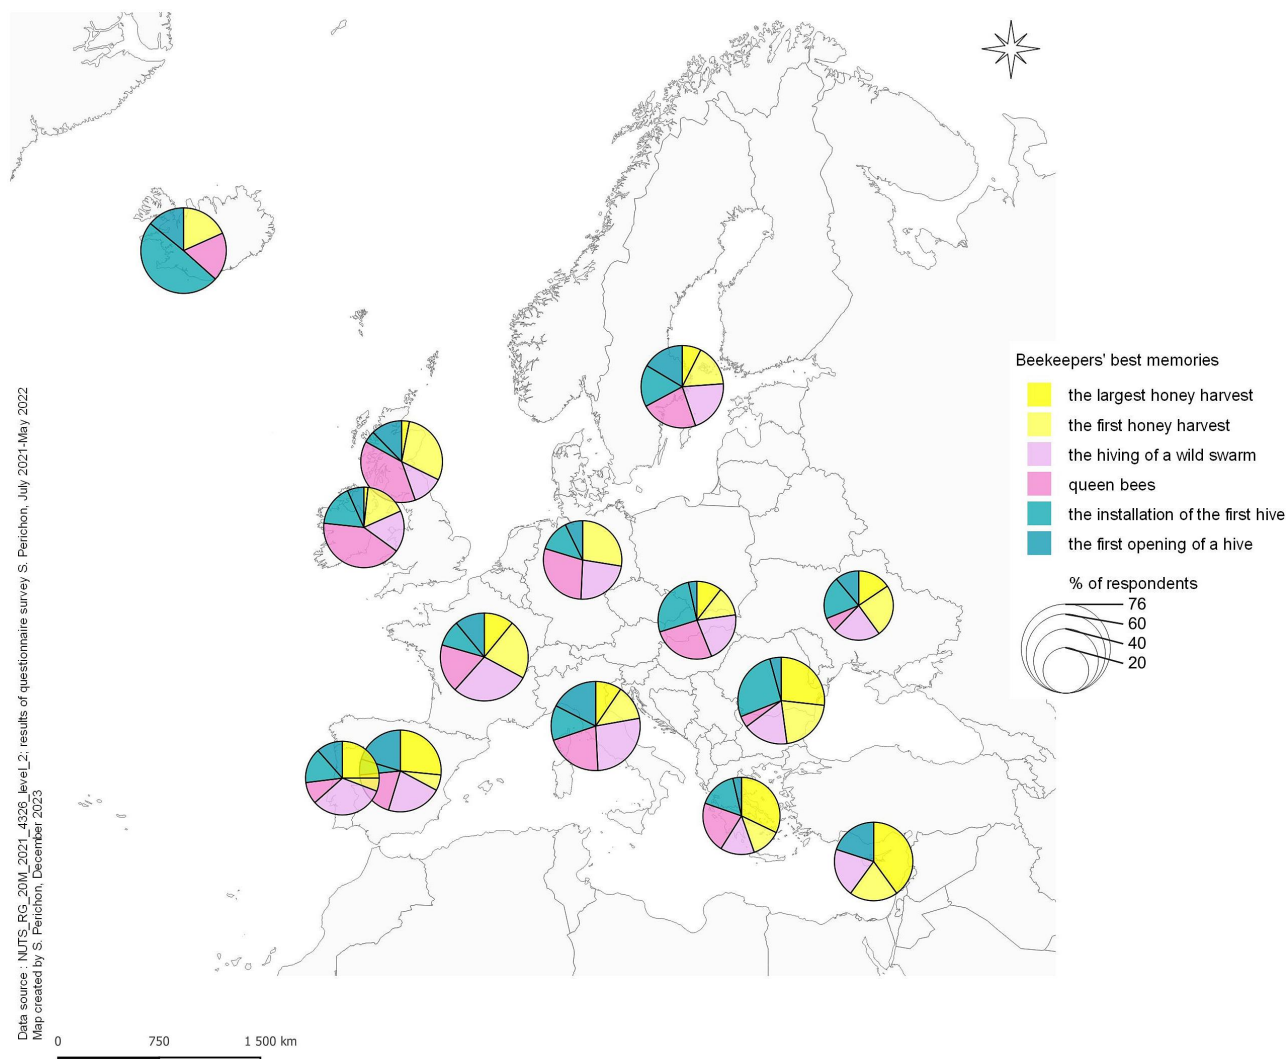 Beekeepers' best memories
the largest honey harvest
the first honey harvest
the hiving of a wild swarm
queen bees
the installation of the first hive
the first opening of a hive
% of respondents
76
60
40
20
Data source : NUTS_RG_20M_2021_4326_level_2; results of questionnaire survey S. Perichon, July 2021-May 2022
Map created by S. Perichon, December 2023
0 750 1 500 km